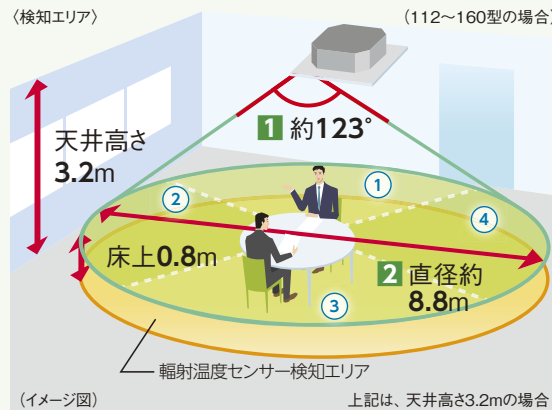 〈検知エリア〉
(112〜160型の場合)
天井高さ
3.2m
1 約123°
①
②
④
床上0.8m
2 直径約
8.8m
③
輻射温度センサー検知エリア
(イメージ図)
上記は、天井高さ3.2mの場合